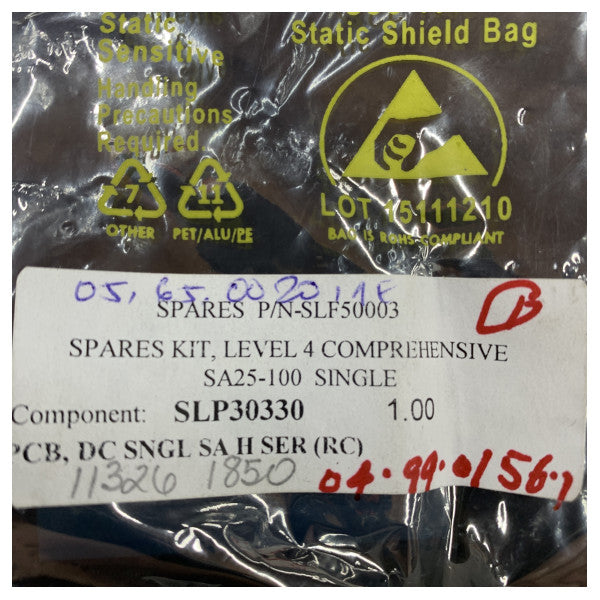 Static
Sensitive
Handling
Precautions
Required.
Static Shield Bag
7
OTHER
11
PET/ALU/PE
LOT 15111210
BAG IS ROHS COMPLIANT
05, 65, 0020
SPARES P/N-SLF50003
SPARES KIT, LEVEL 4 COMPREHENSIVE
SA25-100 SINGLE
Component: SLP30330 1.00
PCB, DC SNGL SA H SER (RC)
11326 1850
04.99.0156.1